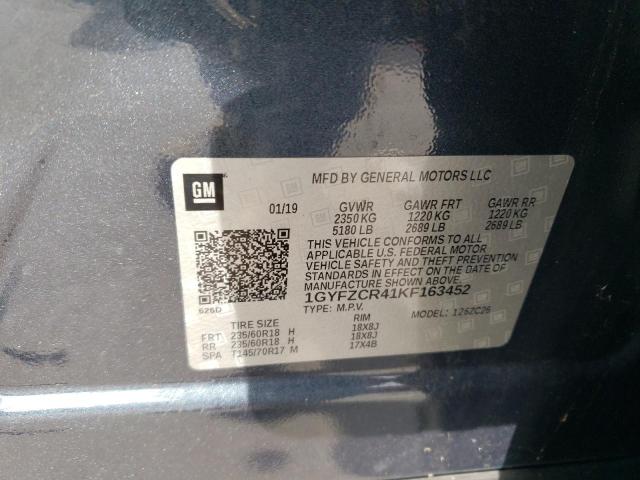 GM
MFD BY GENERAL MOTORS LLC
01/19 GVWR GAWR FRT GAWR RR
2350 KG 1220 KG 1220 KG
5180 LB 2689 LB 2689 LB
THIS VEHICLE CONFORMS TO ALL
APPLICABLE U.S. FEDERAL MOTOR
VEHICLE SAFETY AND THEFT PREVENTION
STANDARDS IN EFFECT ON THE DATE OF
MANUFACTURE SHOWN ABOVE.
1GYFZCR41KF163452
TYPE: M.P.V. MODEL: 126ZC26
626D
TIRE SIZE RIM
FRT 235/60R18 H 18X8J
RR 235/60R18 H 18X8J
SPA T145/70R17 M 17X4B